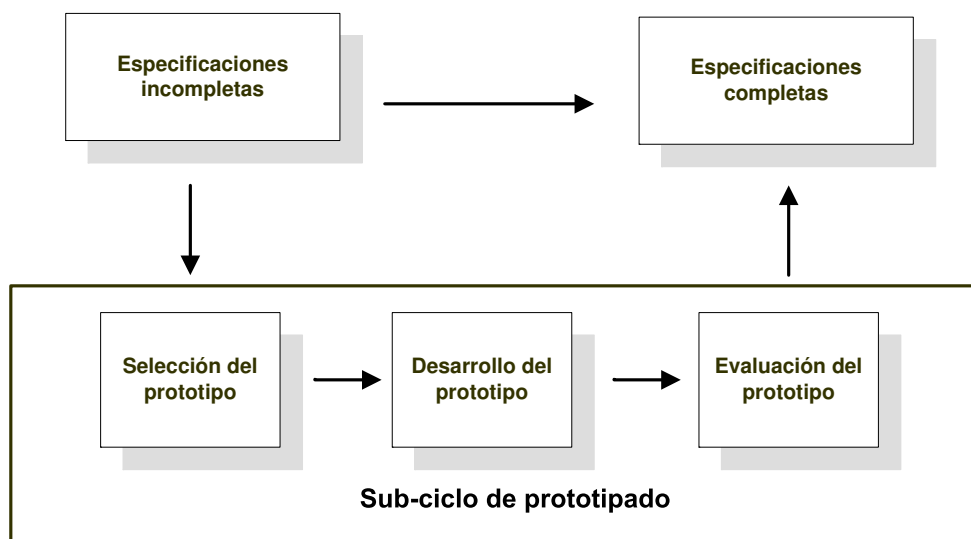 Especificaciones
incompletas
Especificaciones
completas
Selección del
prototipo
Desarrollo del
prototipo
Evaluación del
prototipo
Sub-ciclo de prototipado